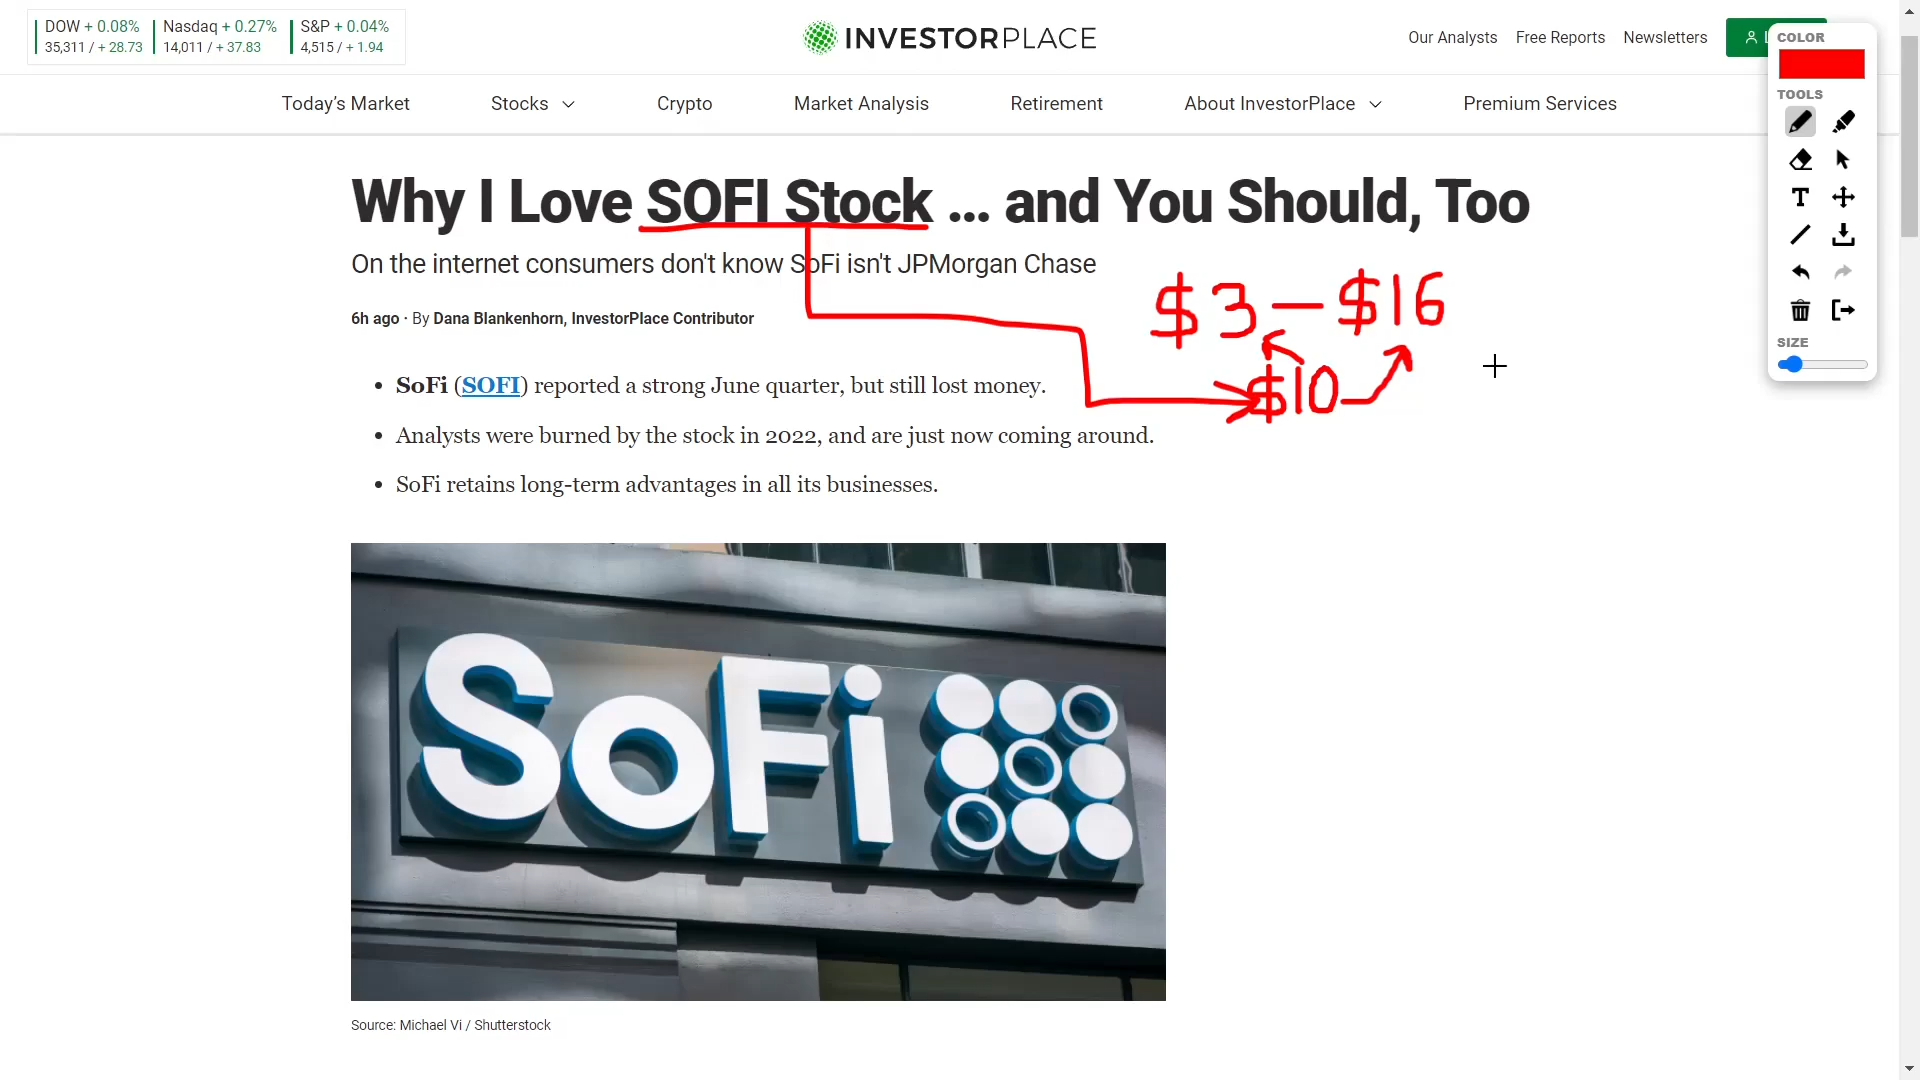 DOW + 0.08% Nasdaq + 0.27% S&P + 0.04%
35,311 / + 28.73 14,011 / + 37.83 4,515 / + 1.94
INVESTORPLACE
Our Analysts Free Reports Newsletters
Today’s Market Stocks Crypto Market Analysis Retirement About InvestorPlace Premium Services
COLOR
TOOLS
T
SIZE
Why I Love SOFI Stock ... and You Should, Too
On the internet consumers don't know SoFi isn't JPMorgan Chase
6h ago · By Dana Blankenhorn, InvestorPlace Contributor
$3 — $16
$10
• SoFi (SOFI) reported a strong June quarter, but still lost money.
• Analysts were burned by the stock in 2022, and are just now coming around.
• SoFi retains long-term advantages in all its businesses.
SoFi
Source: Michael Vi / Shutterstock